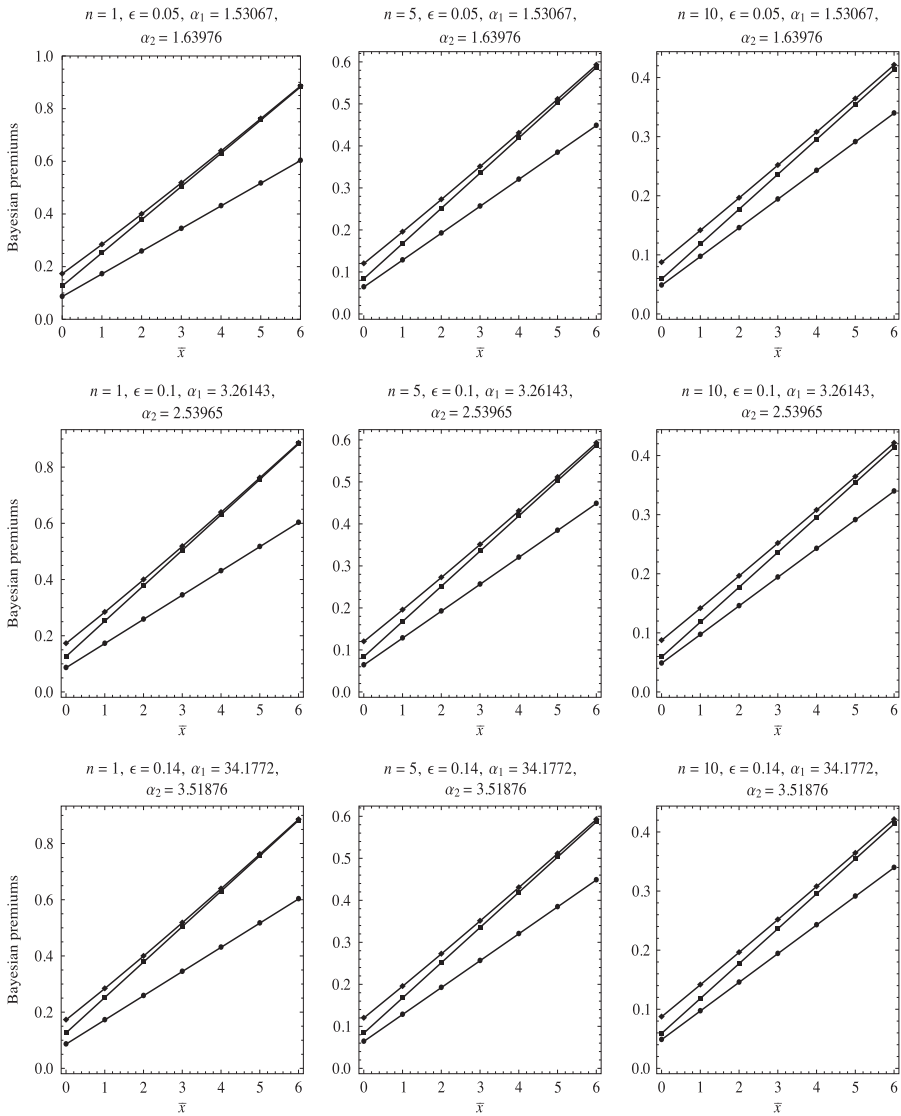 n = 1, ϵ = 0.05, α₁ = 1.53067,
α₂ = 1.63976
n = 5, ϵ = 0.05, α₁ = 1.53067,
α₂ = 1.63976
n = 10, ϵ = 0.05, α₁ = 1.53067,
α₂ = 1.63976
Bayesian premiums
1.0
0.8
0.6
0.4
0.2
0.0
0 1 2 3 4 5 6
x̅
0.6
0.5
0.4
0.3
0.2
0.1
0.0
0 1 2 3 4 5 6
x̅
0.4
0.3
0.2
0.1
0.0
0 1 2 3 4 5 6
x̅
n = 1, ϵ = 0.1, α₁ = 3.26143,
α₂ = 2.53965
n = 5, ϵ = 0.1, α₁ = 3.26143,
α₂ = 2.53965
n = 10, ϵ = 0.1, α₁ = 3.26143,
α₂ = 2.53965
Bayesian premiums
0.8
0.6
0.4
0.2
0.0
0 1 2 3 4 5 6
x̅
0.6
0.5
0.4
0.3
0.2
0.1
0.0
0 1 2 3 4 5 6
x̅
0.4
0.3
0.2
0.1
0.0
0 1 2 3 4 5 6
x̅
n = 1, ϵ = 0.14, α₁ = 34.1772,
α₂ = 3.51876
n = 5, ϵ = 0.14, α₁ = 34.1772,
α₂ = 3.51876
n = 10, ϵ = 0.14, α₁ = 34.1772,
α₂ = 3.51876
Bayesian premiums
0.8
0.6
0.4
0.2
0.0
0 1 2 3 4 5 6
x̅
0.6
0.5
0.4
0.3
0.2
0.1
0.0
0 1 2 3 4 5 6
x̅
0.4
0.3
0.2
0.1
0.0
0 1 2 3 4 5 6
x̅